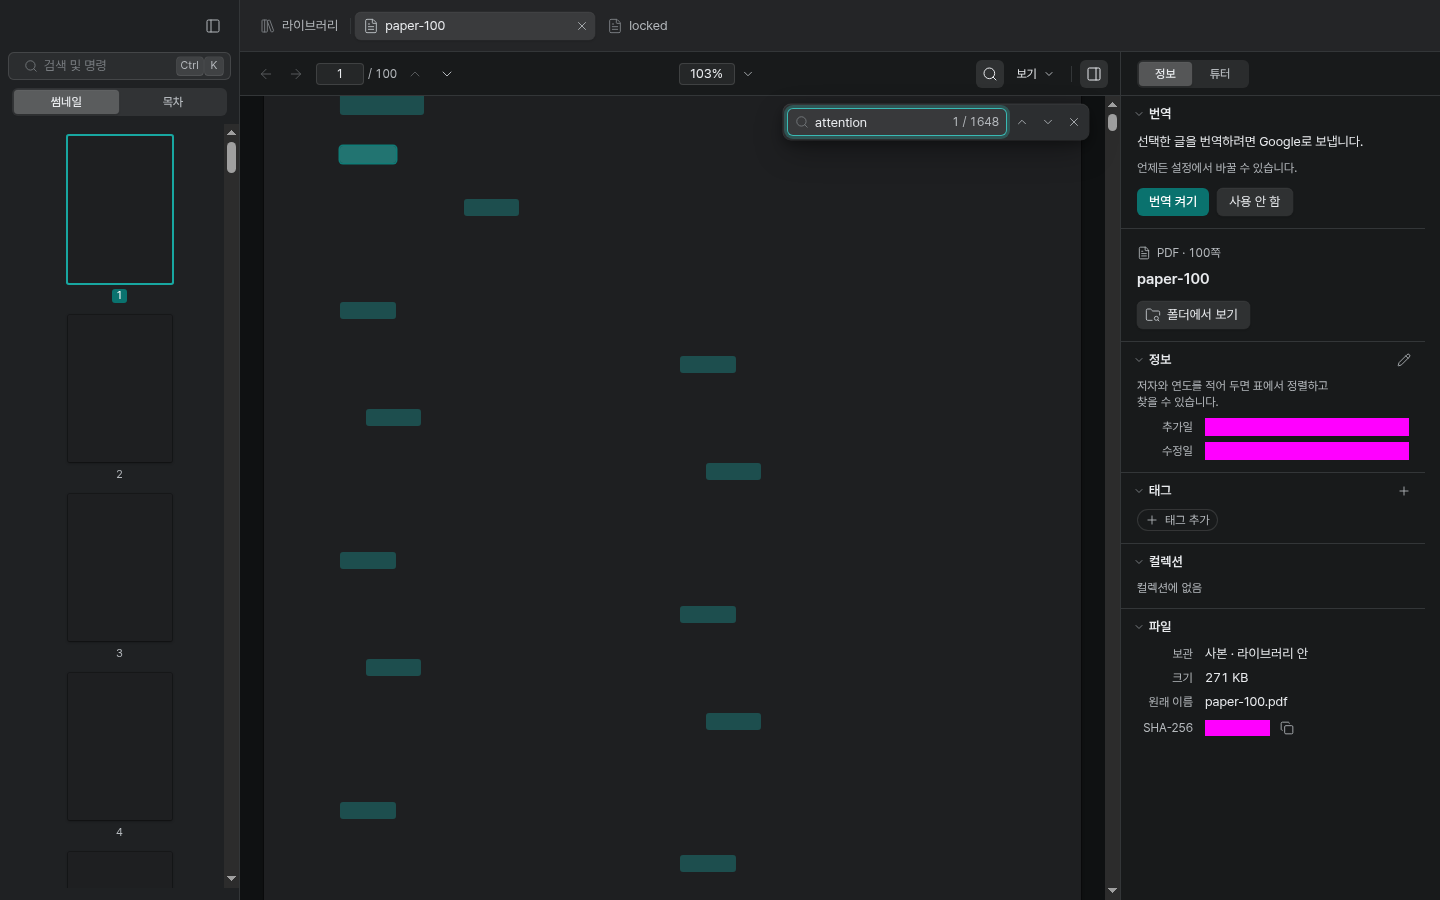 라이브러리
paper-100
locked
검색 및 명령
Ctrl
K
1
/ 100
103%
보기
정보
튜터
썸네일
목차
attention
1 / 1648
1
2
3
4
번역
선택한 글을 번역하려면 Google로 보냅니다.
언제든 설정에서 바꿀 수 있습니다.
번역 켜기
사용 안 함
PDF · 100쪽
paper-100
폴더에서 보기
정보
저자와 연도를 적어 두면 표에서 정렬하고
찾을 수 있습니다.
추가일
수정일
태그
태그 추가
컬렉션
컬렉션에 없음
파일
보관 사본 · 라이브러리 안
크기 271 KB
원래 이름 paper-100.pdf
SHA-256